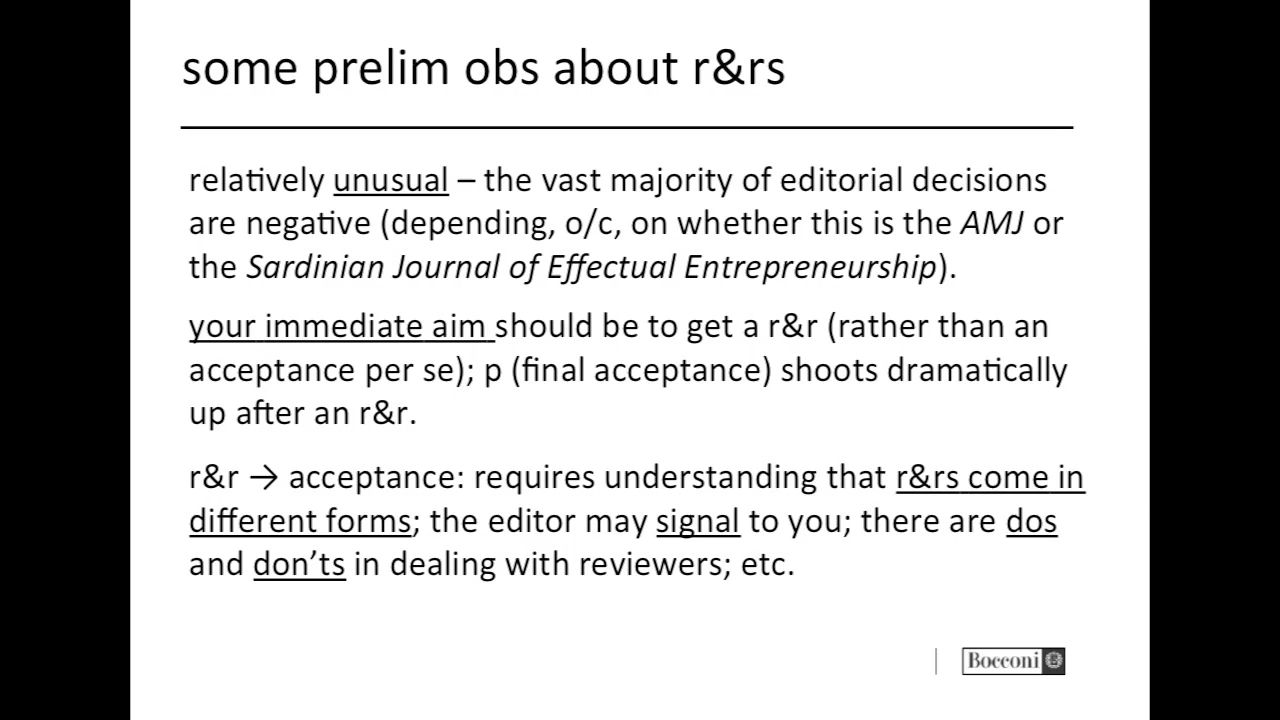 some prelim obs about r&rs
relatively unusual – the vast majority of editorial decisions
are negative (depending, o/c, on whether this is the AMJ or
the Sardinian Journal of Effectual Entrepreneurship).
your immediate aim should be to get a r&r (rather than an
acceptance per se); p (final acceptance) shoots dramatically
up after an r&r.
r&r → acceptance: requires understanding that r&rs come in
different forms; the editor may signal to you; there are dos
and don’ts in dealing with reviewers; etc.
Bocconi